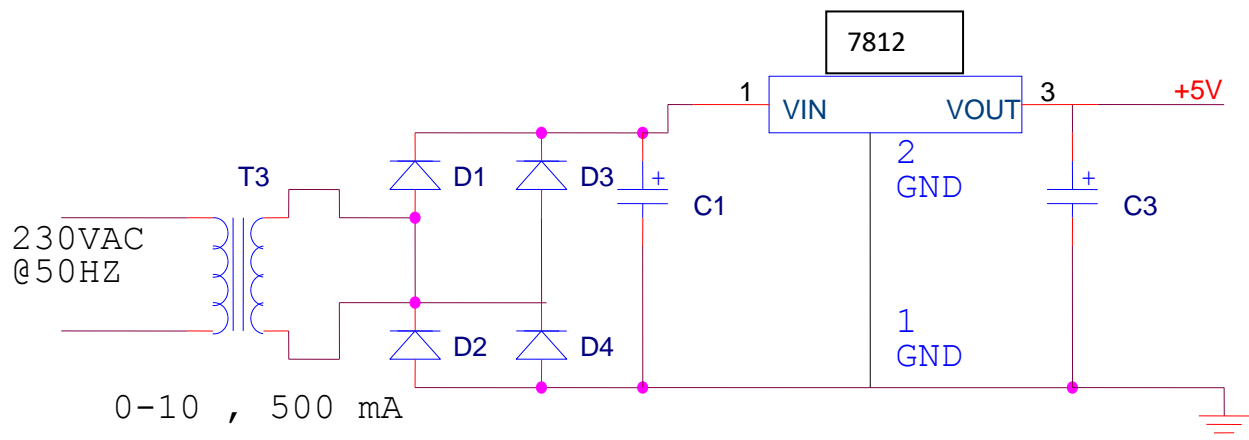 7812
1
VIN
VOUT
3
+5V
2
GND
T3
D1
D3
+
C1
+
C3
230VAC
@50HZ
D2
D4
1
GND
0-10 , 500 mA